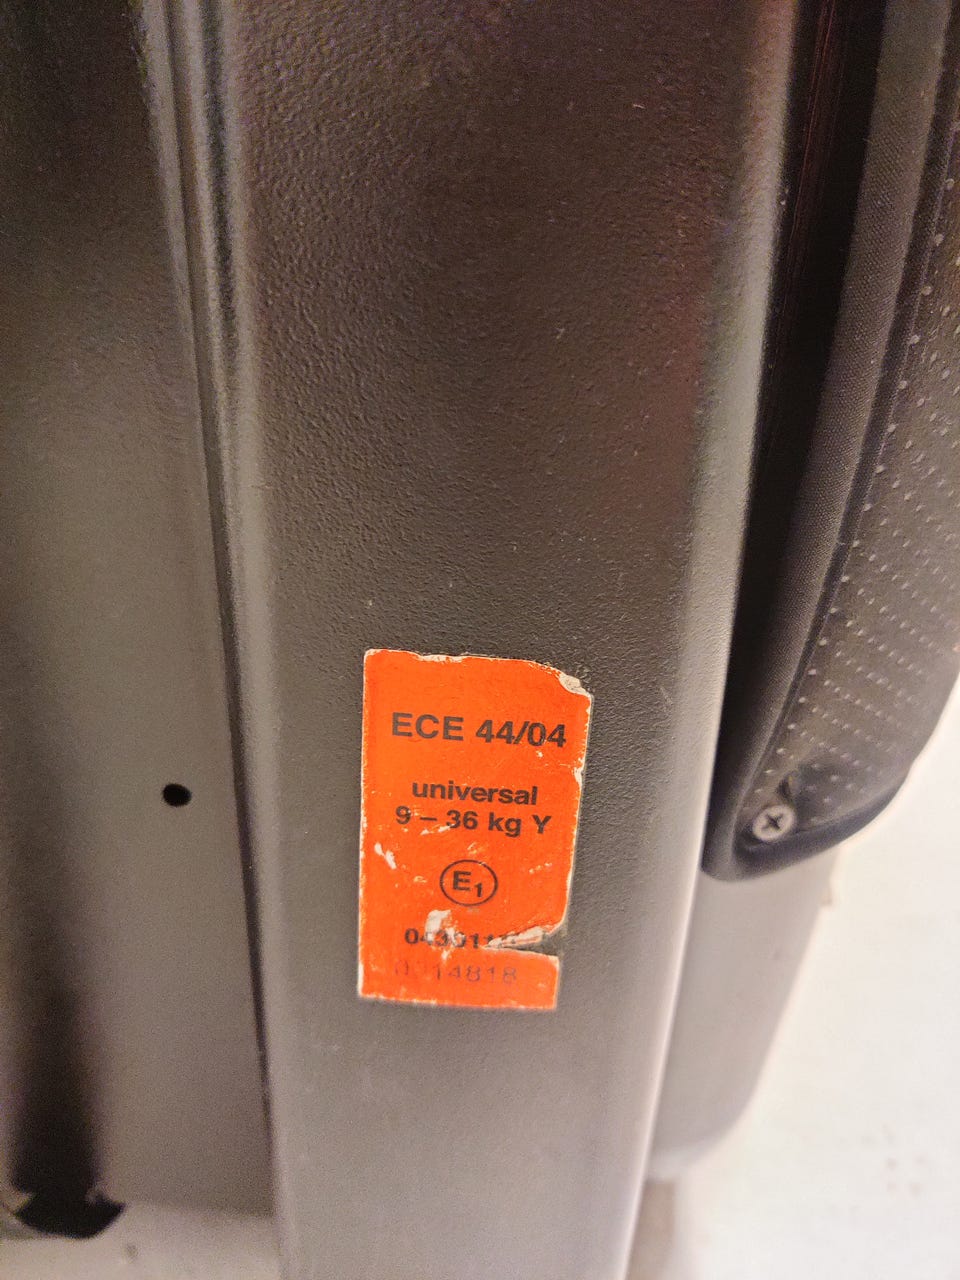 ECE 44/04
universal
9 – 36 kg Y
E1